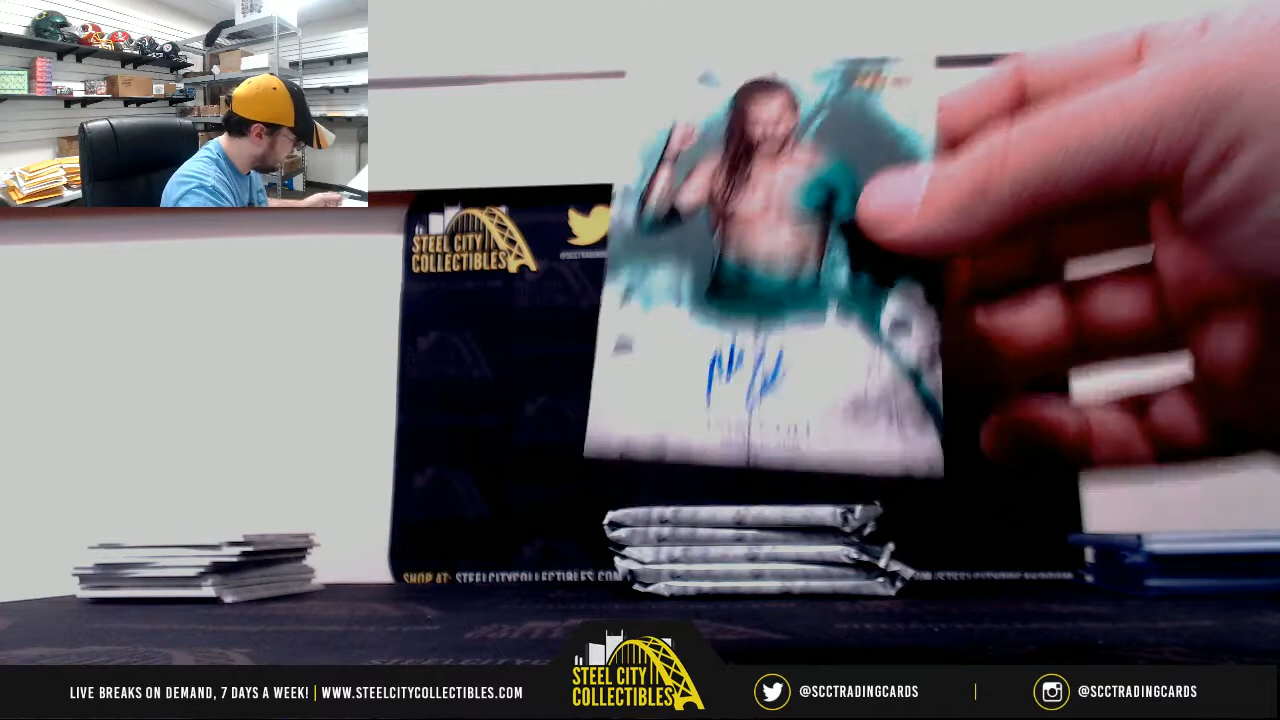 STEEL CITY
COLLECTIBLES
SHOP AT: STEELCITYCOLLECTIBLES.COM
STEEL CITY
COLLECTIBLES
LIVE BREAKS ON DEMAND, 7 DAYS A WEEK! | WWW.STEELCITYCOLLECTIBLES.COM
@SCCTRADINGCARDS
@SCCTRADINGCARDS